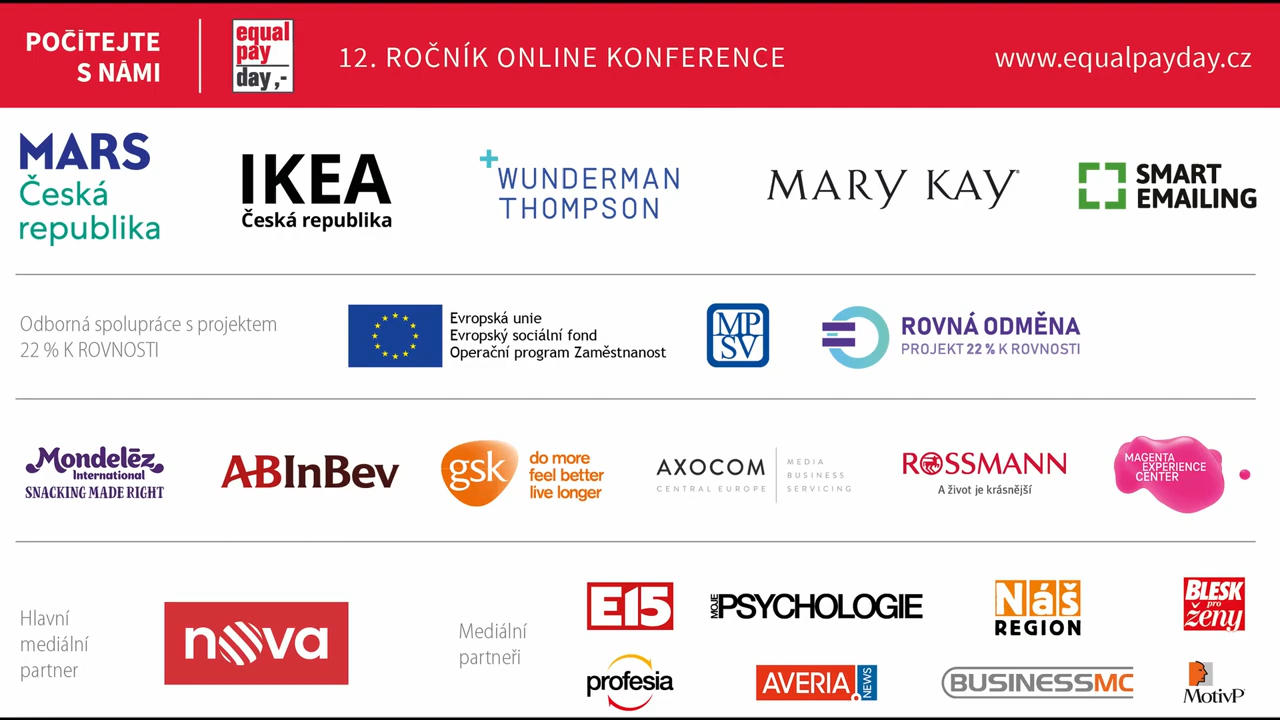 POČÍTEJTE
S NÁMI
equal
pay
day,-
12. ROČNÍK ONLINE KONFERENCE
www.equalpayday.cz
MARS
Česká
republika
IKEA
Česká republika
WUNDERMAN
THOMPSON
MARY KAY®
SMART
EMAILING
Odborná spolupráce s projektem
22 % K ROVNOSTI
Evropská unie
Evropský sociální fond
Operační program Zaměstnanost
MP
SV
ROVNÁ ODMĚNA
PROJEKT 22 % K ROVNOSTI
Mondelēz
International
SNACKING MADE RIGHT
ABInBev
gsk
do more
feel better
live longer
AXOCOM
CENTRAL EUROPE
MEDIA
BUSINESS
SERVICING
ROSSMANN
A život je krásnější
MAGENTA
EXPERIENCE
CENTER
Hlavní
mediální
partner
nova
Mediální
partneři
E15
MOJE PSYCHOLOGIE
Náš
REGION
BLESK
pro
ženy
profesia
AVERIA.NEWS
BUSINESSMC
MotivP